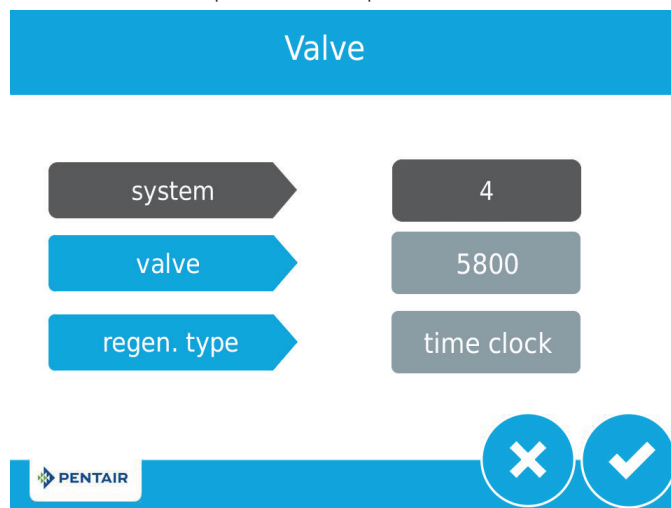 Valve
system 4
valve 5800
regen. type time clock
PENTAIR